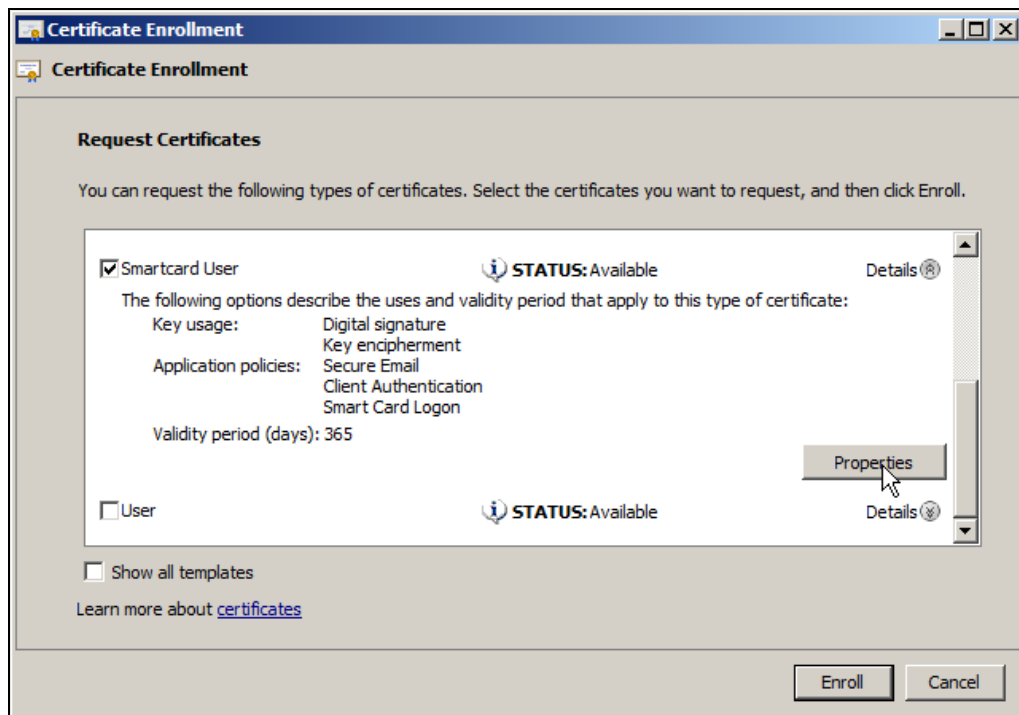 Certificate Enrollment
Certificate Enrollment
Request Certificates
You can request the following types of certificates. Select the certificates you want to request, and then click Enroll.
Smartcard User STATUS: Available Details
The following options describe the uses and validity period that apply to this type of certificate:
Key usage: Digital signature
Key encipherment
Application policies: Secure Email
Client Authentication
Smart Card Logon
Validity period (days): 365
Properties
User STATUS: Available Details
Show all templates
Learn more about certificates
Enroll Cancel